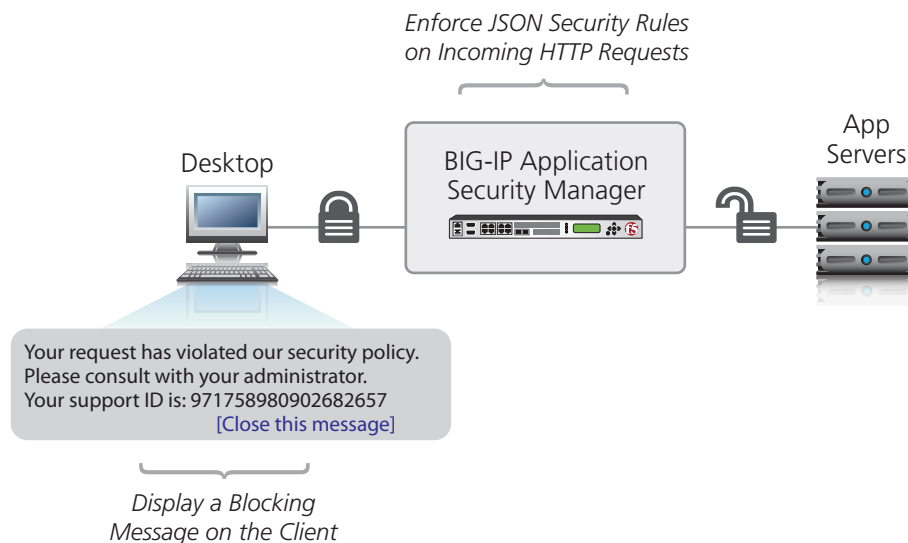 Enforce JSON Security Rules
on Incoming HTTP Requests
Desktop
BIG-IP Application
Security Manager
App
Servers
Your request has violated our security policy.
Please consult with your administrator.
Your support ID is: 971758980902682657
[Close this message]
Display a Blocking
Message on the Client